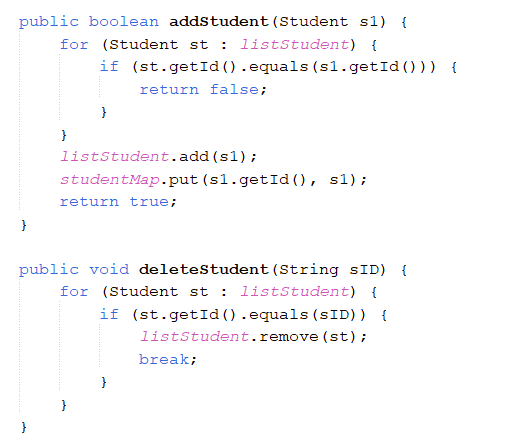 public boolean addStudent(Student s1) {
    for (Student st : listStudent) {
        if (st.getId().equals(s1.getId())) {
            return false;
        }
    }
    listStudent.add(s1);
    studentMap.put(s1.getId(), s1);
    return true;
}

public void deleteStudent(String sID) {
    for (Student st : listStudent) {
        if (st.getId().equals(sID)) {
            listStudent.remove(st);
            break;
        }
    }
}